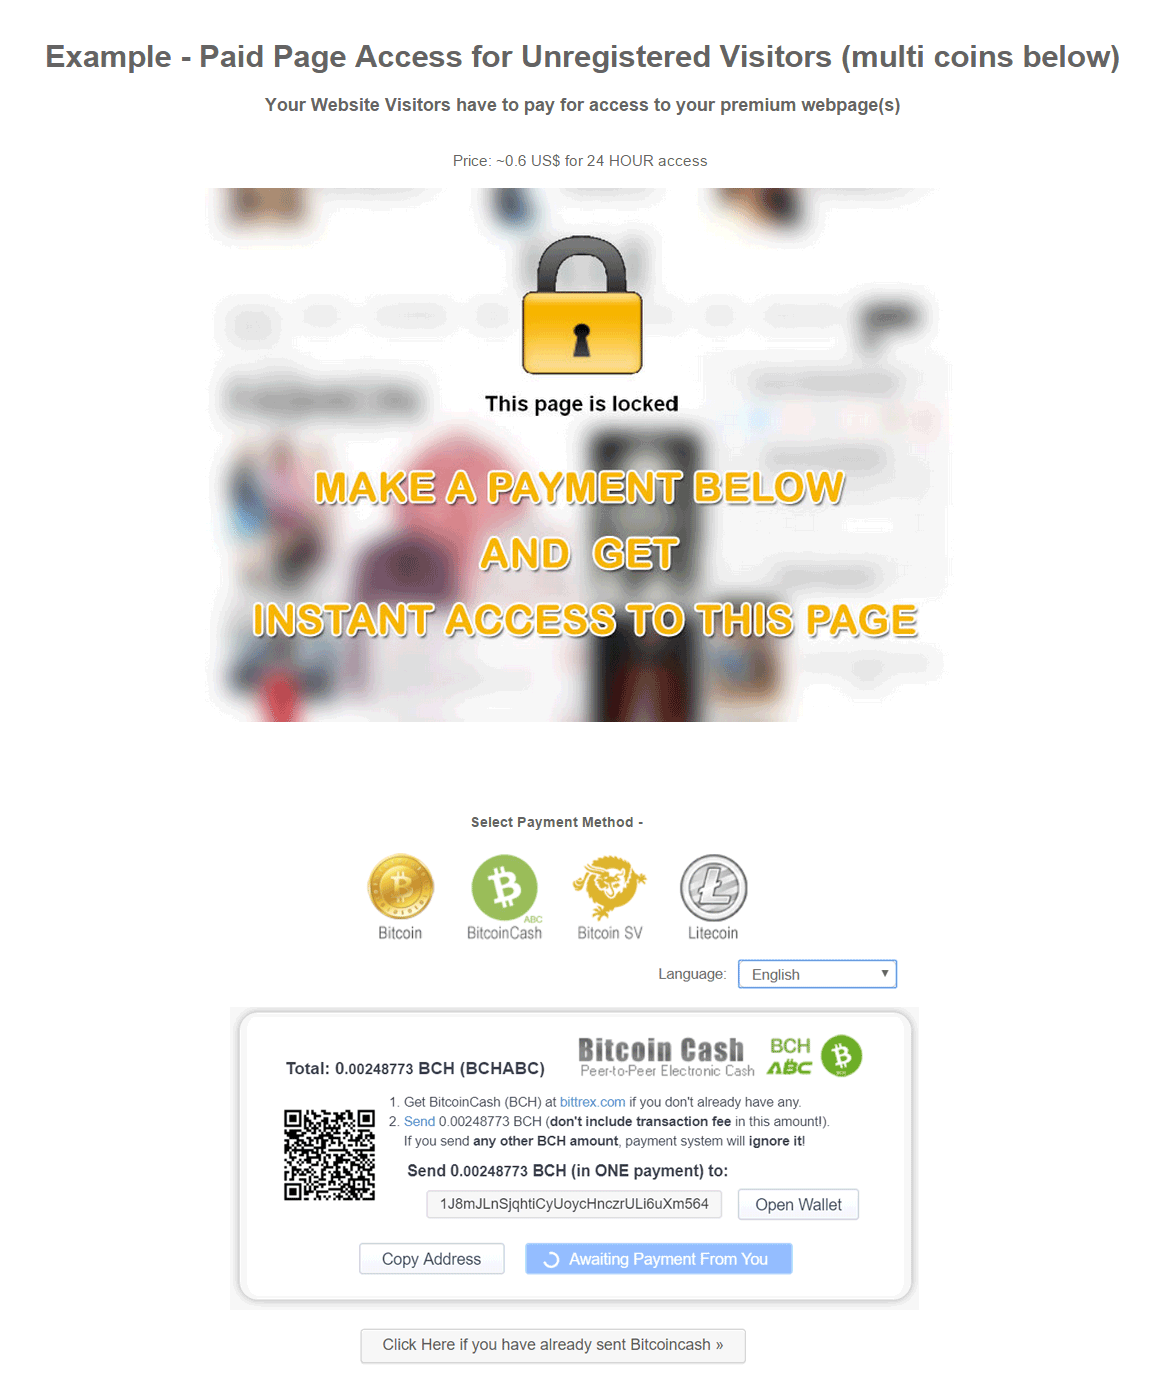 Example - Paid Page Access for Unregistered Visitors (multi coins below)
Your Website Visitors have to pay for access to your premium webpage(s)
Price: ~0.6 US$ for 24 HOUR access
This page is locked
MAKE A PAYMENT BELOW
AND GET
INSTANT ACCESS TO THIS PAGE
Select Payment Method -
ABC
Bitcoin BitcoinCash Bitcoin SV Litecoin
Language: English
Total: 0.00248773 BCH (BCHABC)
Bitcoin Cash
Peer-to-Peer Electronic Cash
BCH
ABC
BCH
1. Get BitcoinCash (BCH) at bittrex.com if you don't already have any.
2. Send 0.00248773 BCH (don't include transaction fee in this amount!).
If you send any other BCH amount, payment system will ignore it!
Send 0.00248773 BCH (in ONE payment) to:
1J8mJLnSjqhtiCyUoycHnczrULi6uXm564 Open Wallet
Copy Address Awaiting Payment From You
Click Here if you have already sent Bitcoincash »